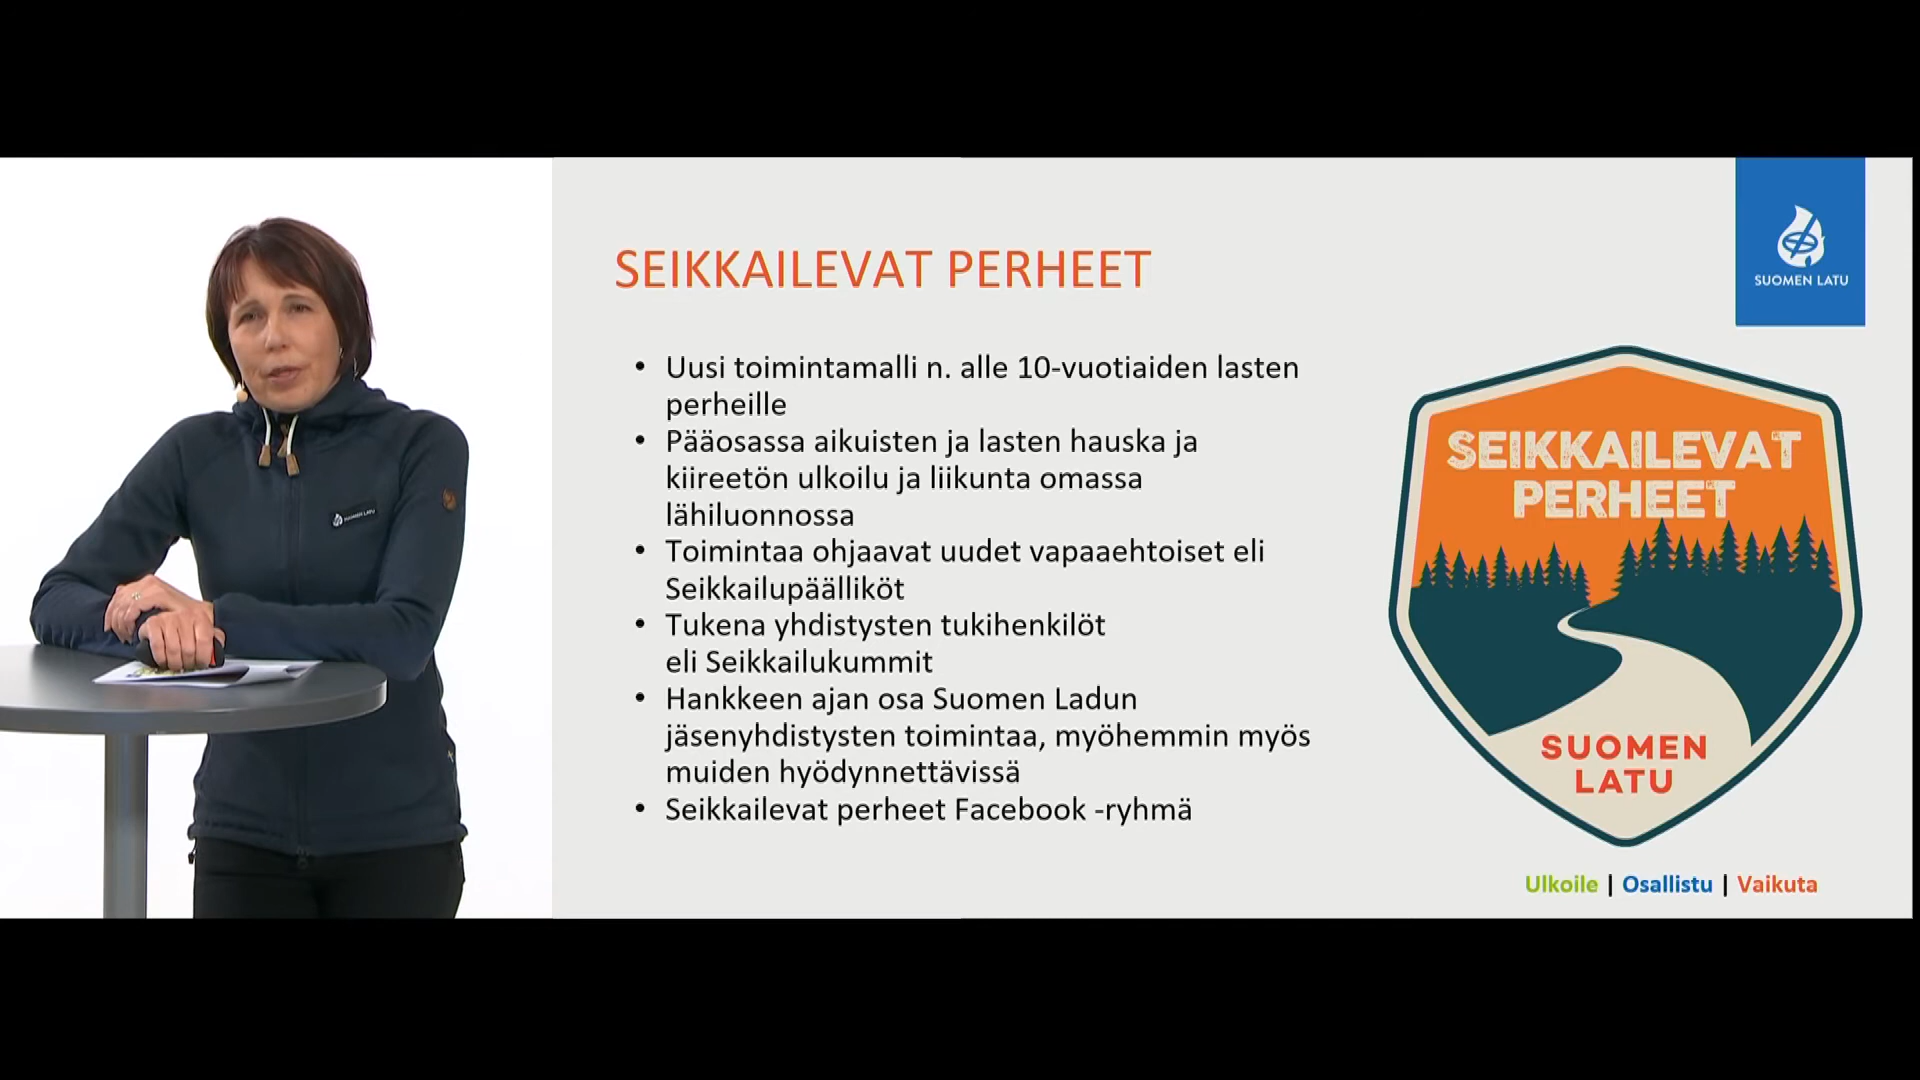 SEIKKAILEVAT PERHEET
SUOMEN LATU
• Uusi toimintamalli n. alle 10-vuotiaiden lasten
perheille
• Pääosassa aikuisten ja lasten hauska ja
kiireetön ulkoilu ja liikunta omassa
lähiluonnossa
• Toimintaa ohjaavat uudet vapaaehtoiset eli
Seikkailupäälliköt
• Tukena yhdistysten tukihenkilöt
eli Seikkailukummit
• Hankkeen ajan osa Suomen Ladun
jäsenyhdistysten toimintaa, myöhemmin myös
muiden hyödynnettävissä
• Seikkailevat perheet Facebook -ryhmä
SEIKKAILEVAT
PERHEET
SUOMEN
LATU
Ulkoile | Osallistu | Vaikuta
SUOMEN LATU